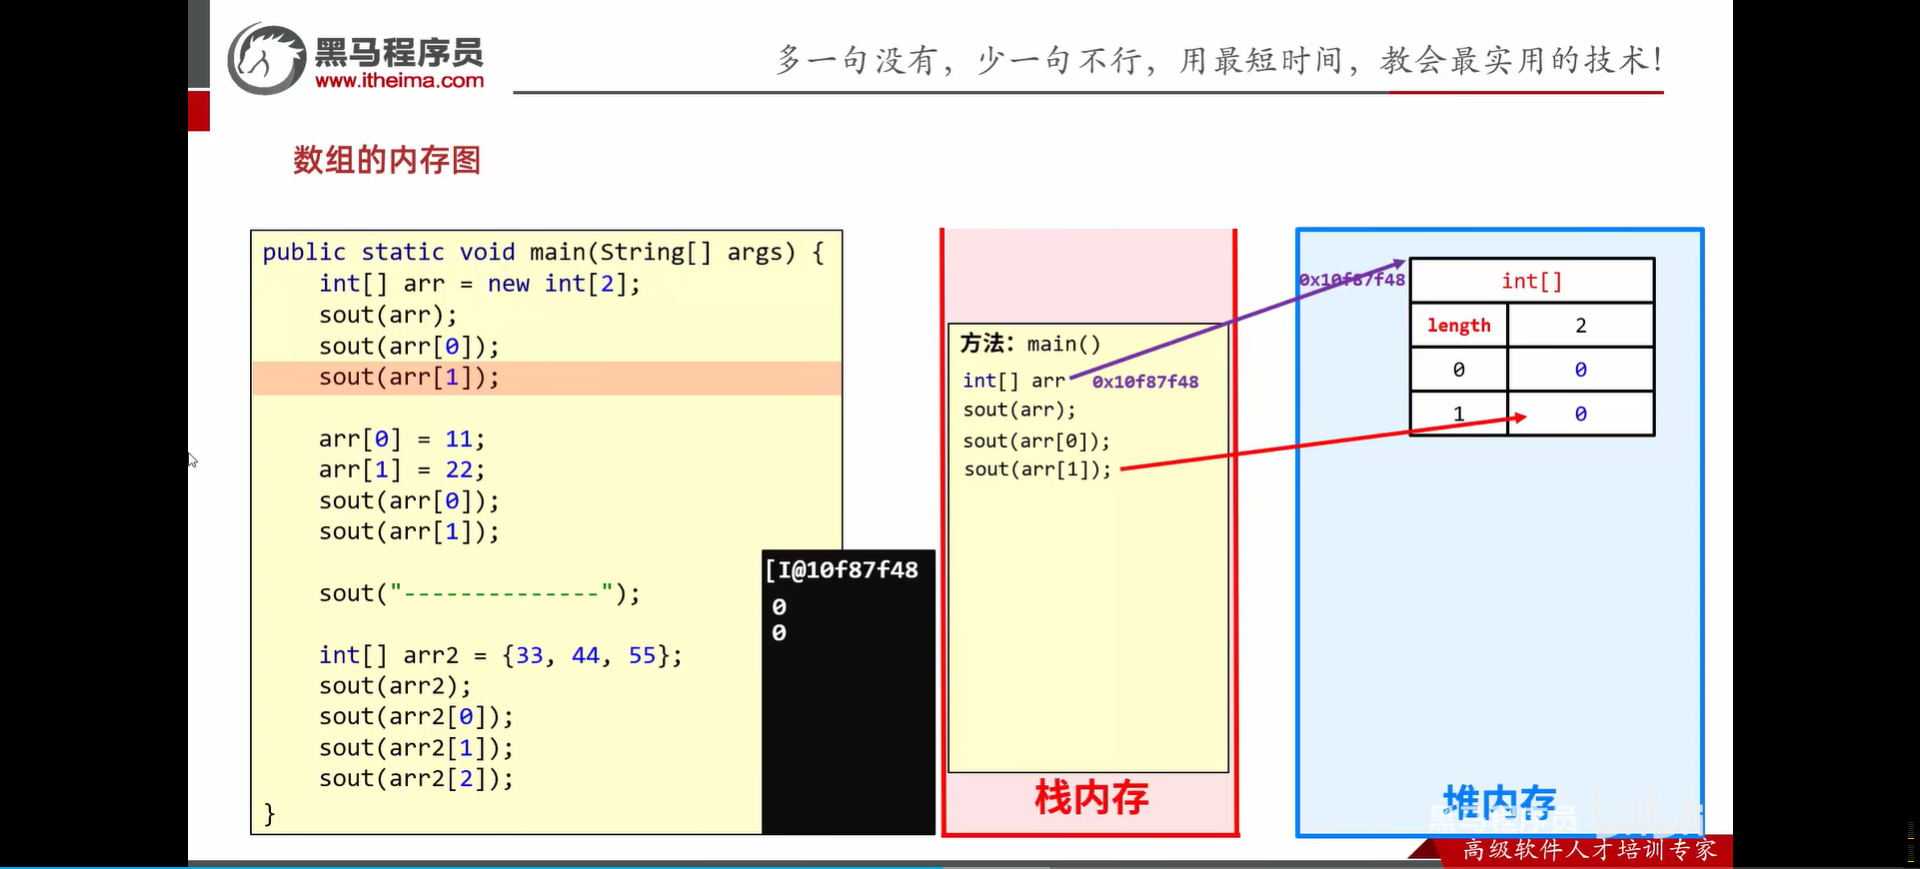 黑马程序员
www.itheima.com
多一句没有，少一句不行，用最短时间，教会最实用的技术！
数组的内存图
public static void main(String[] args) {
int[] arr = new int[2];
sout(arr);
sout(arr[0]);
sout(arr[1]);
arr[0] = 11;
arr[1] = 22;
sout(arr[0]);
sout(arr[1]);
sout("--------------");
int[] arr2 = {33, 44, 55};
sout(arr2);
sout(arr2[0]);
sout(arr2[1]);
sout(arr2[2]);
}
[I@10f87f48
0
0
方法：main()
int[] arr 0x10f87f48
sout(arr);
sout(arr[0]);
sout(arr[1]);
栈内存
0x10f87f48
int[]
length 2
0 0
1 0
堆内存
黑马程序员 bilibili
高级软件人才培训专家